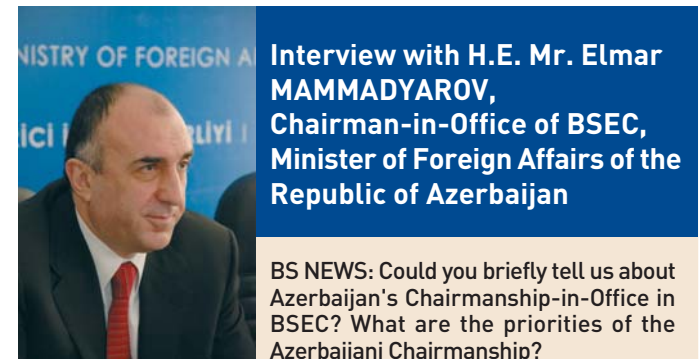 NISTRY OF FOREIGN A
Interview with H.E. Mr. Elmar
MAMMADYAROV,
Chairman-in-Office of BSEC,
Minister of Foreign Affairs of the
Republic of Azerbaijan
BS NEWS: Could you briefly tell us about
Azerbaijan's Chairmanship-in-Office in
BSEC? What are the priorities of the
Azerbaijani Chairmanship?